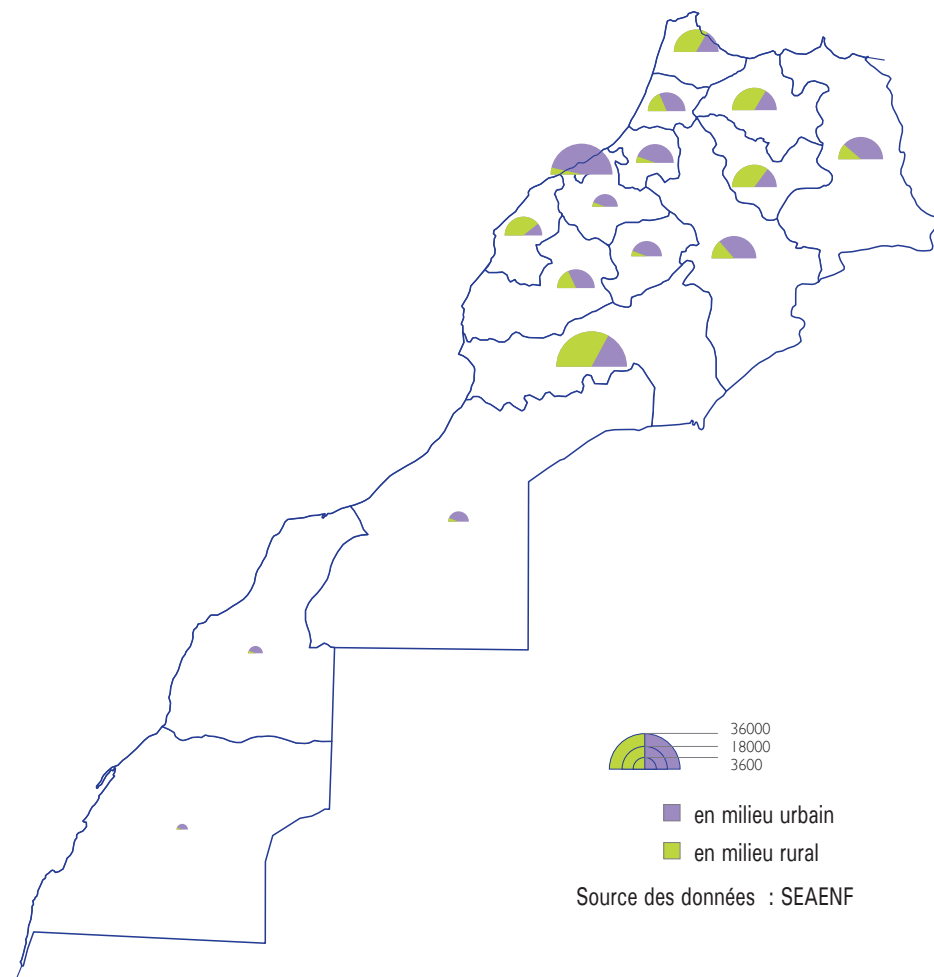 36000
18000
3600
en milieu urbain
en milieu rural
Source des données : SEAENF